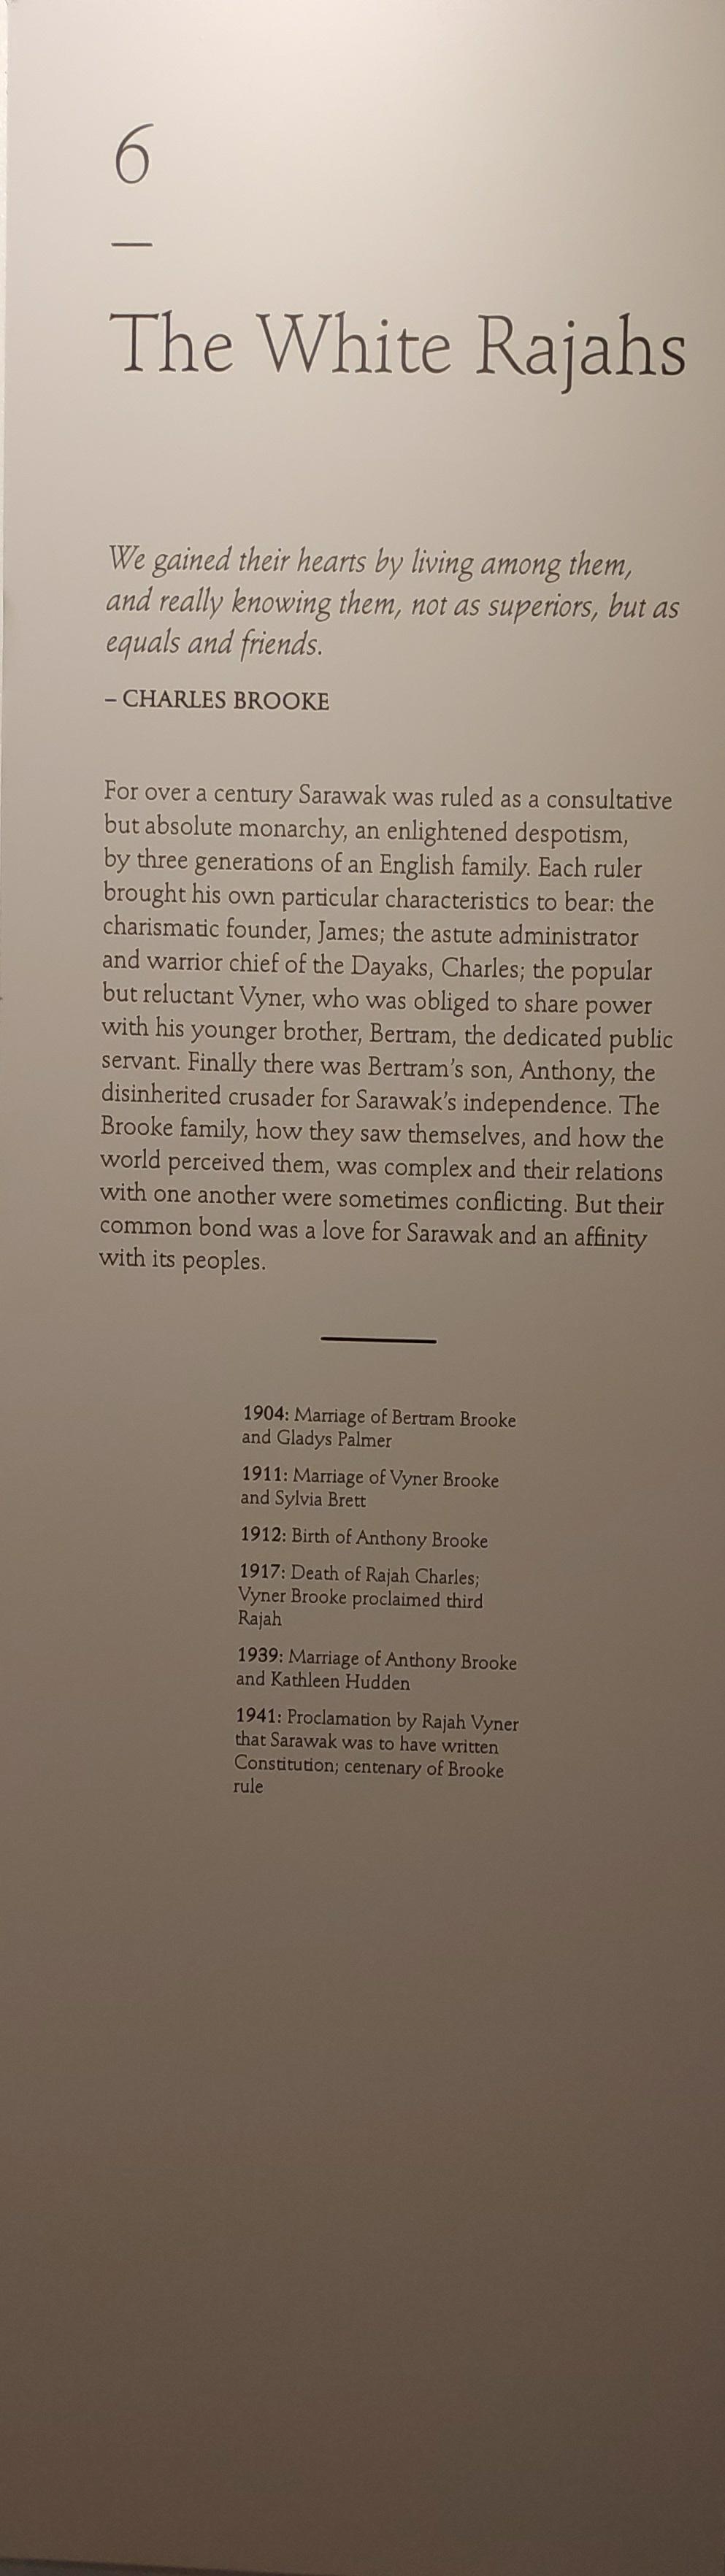 6
The White Rajahs
We gained their hearts by living among them,
and really knowing them, not as superiors, but as
equals and friends.
– CHARLES BROOKE
For over a century Sarawak was ruled as a consultative
but absolute monarchy, an enlightened despotism,
by three generations of an English family. Each ruler
brought his own particular characteristics to bear: the
charismatic founder, James; the astute administrator
and warrior chief of the Dayaks, Charles; the popular
but reluctant Vyner, who was obliged to share power
with his younger brother, Bertram, the dedicated public
servant. Finally there was Bertram's son, Anthony, the
disinherited crusader for Sarawak's independence. The
Brooke family, how they saw themselves, and how the
world perceived them, was complex and their relations
with one another were sometimes conflicting. But their
common bond was a love for Sarawak and an affinity
with its peoples.
1904: Marriage of Bertram Brooke
and Gladys Palmer
1911: Marriage of Vyner Brooke
and Sylvia Brett
1912: Birth of Anthony Brooke
1917: Death of Rajah Charles;
Vyner Brooke proclaimed third
Rajah
1939: Marriage of Anthony Brooke
and Kathleen Hudden
1941: Proclamation by Rajah Vyner
that Sarawak was to have written
Constitution; centenary of Brooke
rule